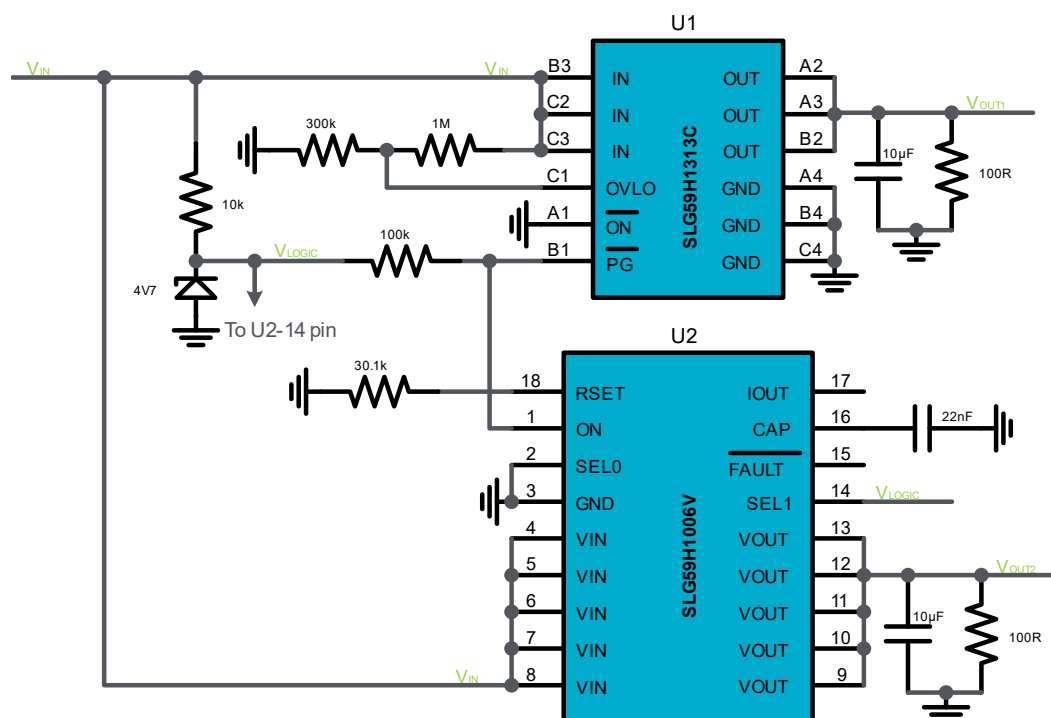 U1
VIN
VIN
B3 IN OUT A2
C2 IN OUT A3
VOUT1
C3 IN OUT B2
300k
1M
C1 OVLO GND A4
A1 ON GND B4
B1 PG GND C4
SLG59H1313C
10µF
100R
10k
VLOGIC
100k
4V7
To U2-14 pin
U2
30.1k
18 RSET IOUT 17
1 ON CAP 16
22nF
2 SEL0 FAULT 15
3 GND SEL1 14
VLOGIC
4 VIN VOUT 13
5 VIN VOUT 12
VOUT2
6 VIN VOUT 11
7 VIN VOUT 10
8 VIN VOUT 9
VIN
SLG59H1006V
10µF
100R